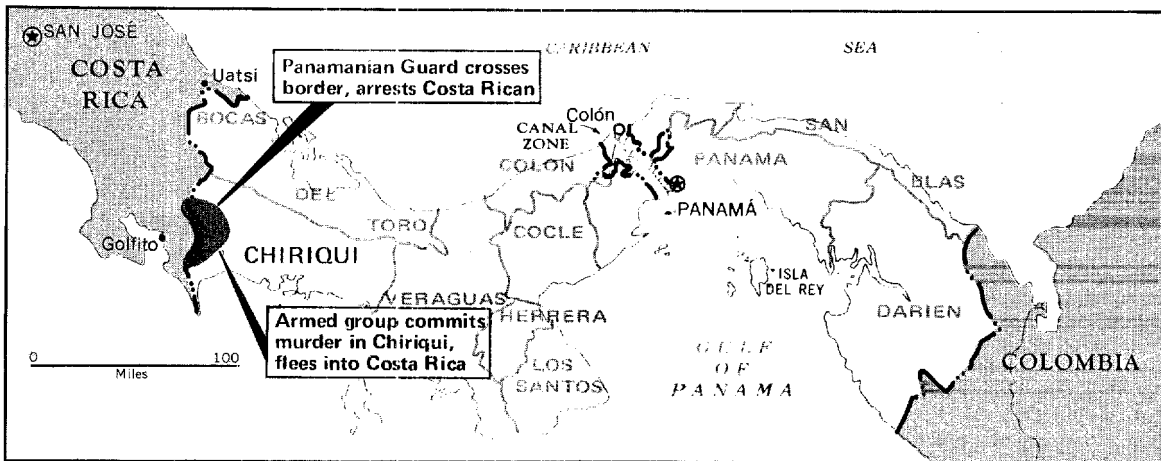 SAN JOSÉ
COSTA
RICA
Uatsi
Panamanian Guard crosses
border, arrests Costa Rican
CARIBBEAN SEA
BOCAS
DEL
TORO
Colón
CANAL
ZONE
COLON
PANAMA
SAN
BLAS
PANAMÁ
Golfito
CHIRIQUI
COCLE
ISLA
DEL REY
VERAGUAS
HERRERA
DARIEN
Armed group commits
murder in Chiriqui,
flees into Costa Rica
LOS
SANTOS
GULF
OF
PANAMA
COLOMBIA
0 100
Miles